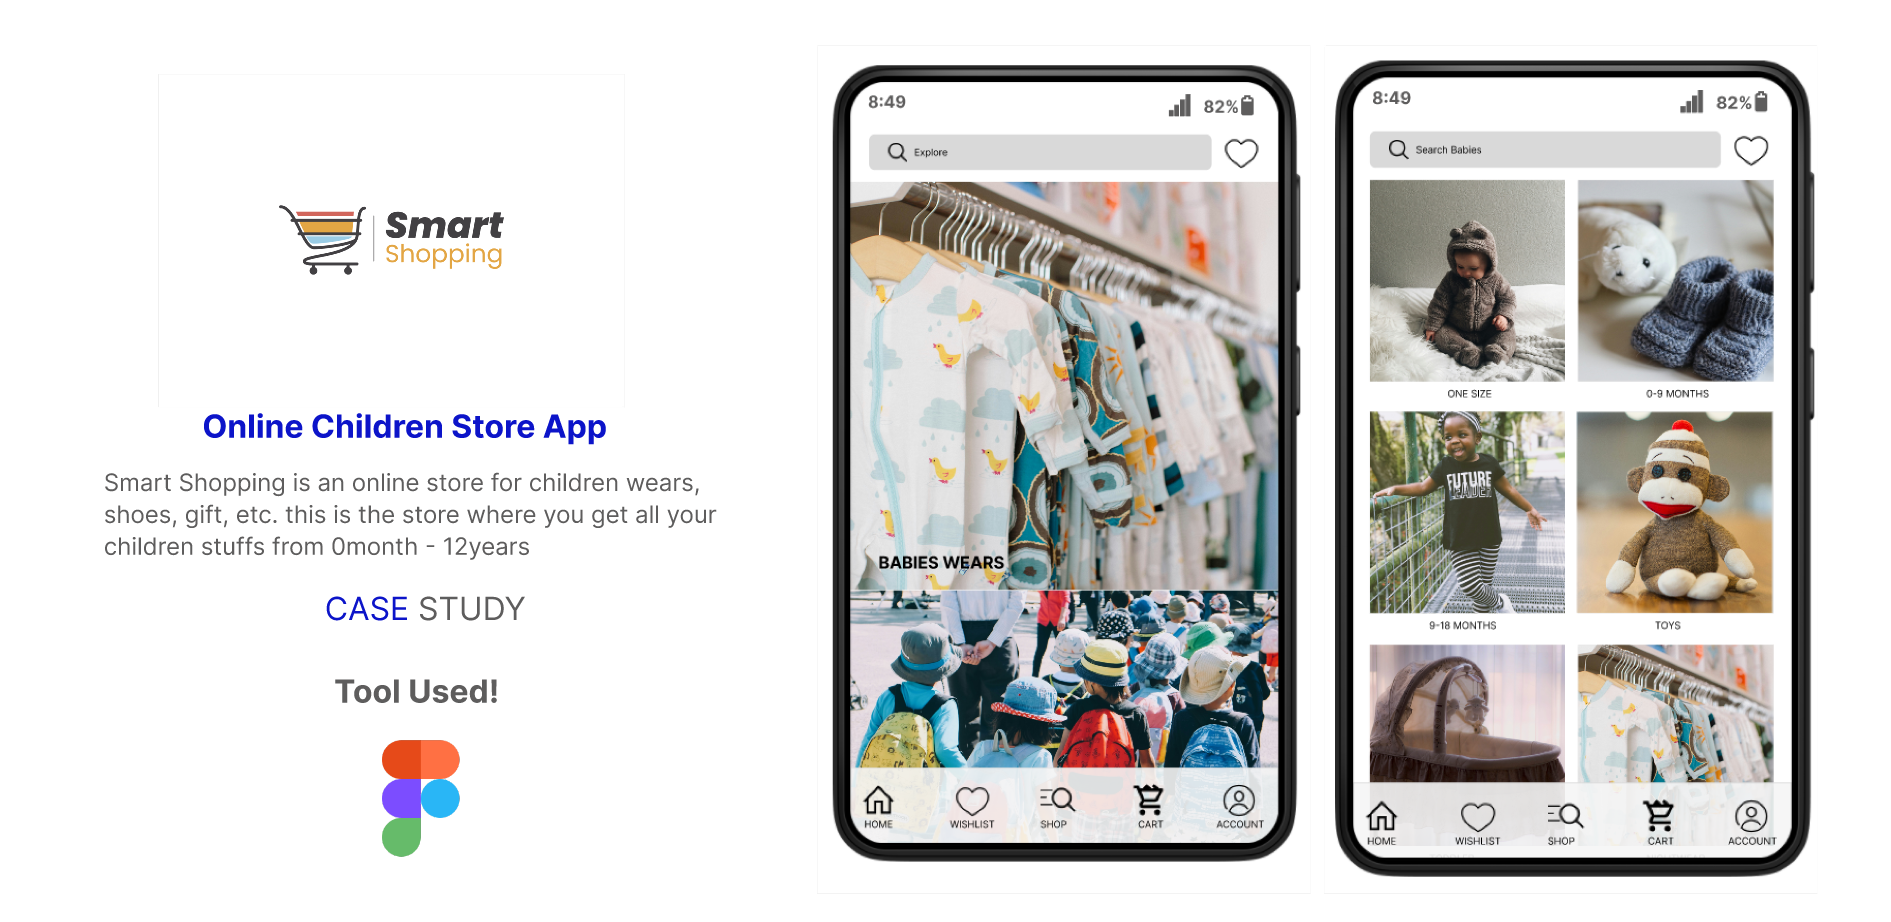 Smart
Shopping
Online Children Store App
Smart Shopping is an online store for children wears,
shoes, gift, etc. this is the store where you get all your
children stuffs from 0month - 12years
CASE STUDY
Tool Used!
8:49
82%
Explore
BABIES WEARS
HOME
WISHLIST
SHOP
CART
ACCOUNT
8:49
82%
Search Babies
ONE SIZE
0-9 MONTHS
FUTURE
LEADER
9-18 MONTHS
TOYS
HOME
WISHLIST
SHOP
CART
ACCOUNT